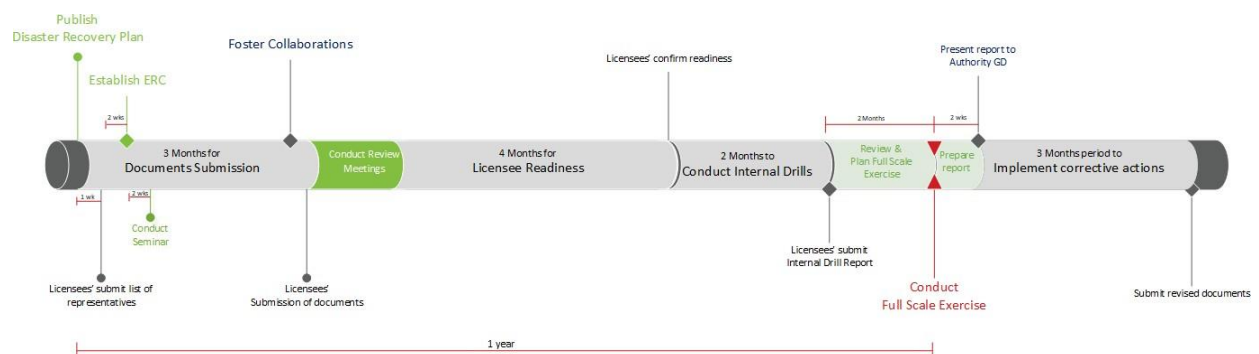 Publish
Disaster Recovery Plan
Establish ERC
2 wks
Foster Collaborations
Licensees' confirm readiness
Present report to
Authority GD
2 Months
2 wks
3 Months for
Documents Submission
Conduct Review
Meetings
4 Months for
Licensee Readiness
2 Months to
Conduct Internal Drills
Review &
Plan Full Scale
Exercise
Prepare
report
3 Months period to
Implement corrective actions
1 wk
2 wks
Conduct
Seminar
Licensees' submit list of
representatives
Licensees'
Submission of documents
Licensees' submit
Internal Drill Report
Conduct
Full Scale Exercise
Submit revised documents
1 year